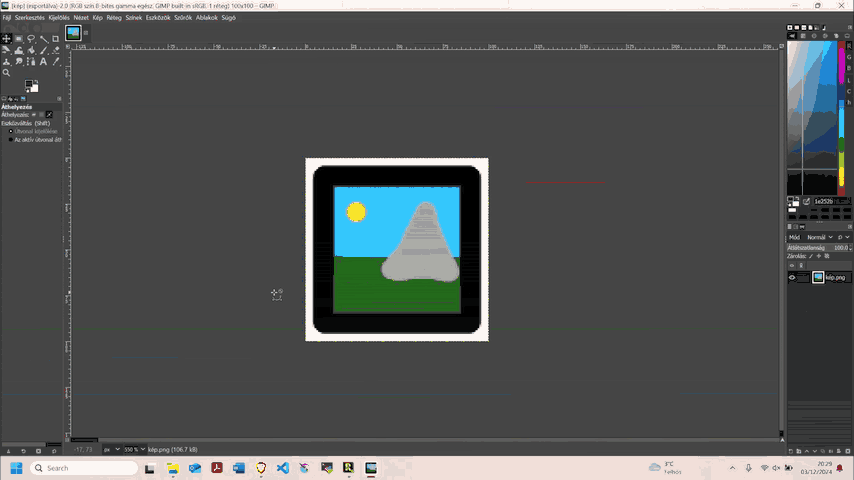 [kép] (exportálva)-2.0 (RGB szín 8-bites gamma egész, GIMP built-in sRGB, 1 réteg) 100x100 – GIMP
Fájl Szerkesztés Kijelölés Nézet Kép Réteg Színek Eszközök Szűrők Ablakok Súgó
Áthelyezés
Áthelyezés:
Eszközváltás (Shift)
Útvonal kijelölése
Az aktív útvonal áth
R
G
B
L
C
h
1e252b
Mód Normál
Átlátszatlanság 100,0
Zárolás:
kép.png
-17, 73 px 550 % kép.png (106.7 kB)
Search
3°C
Felhős
20:29
03/12/2024